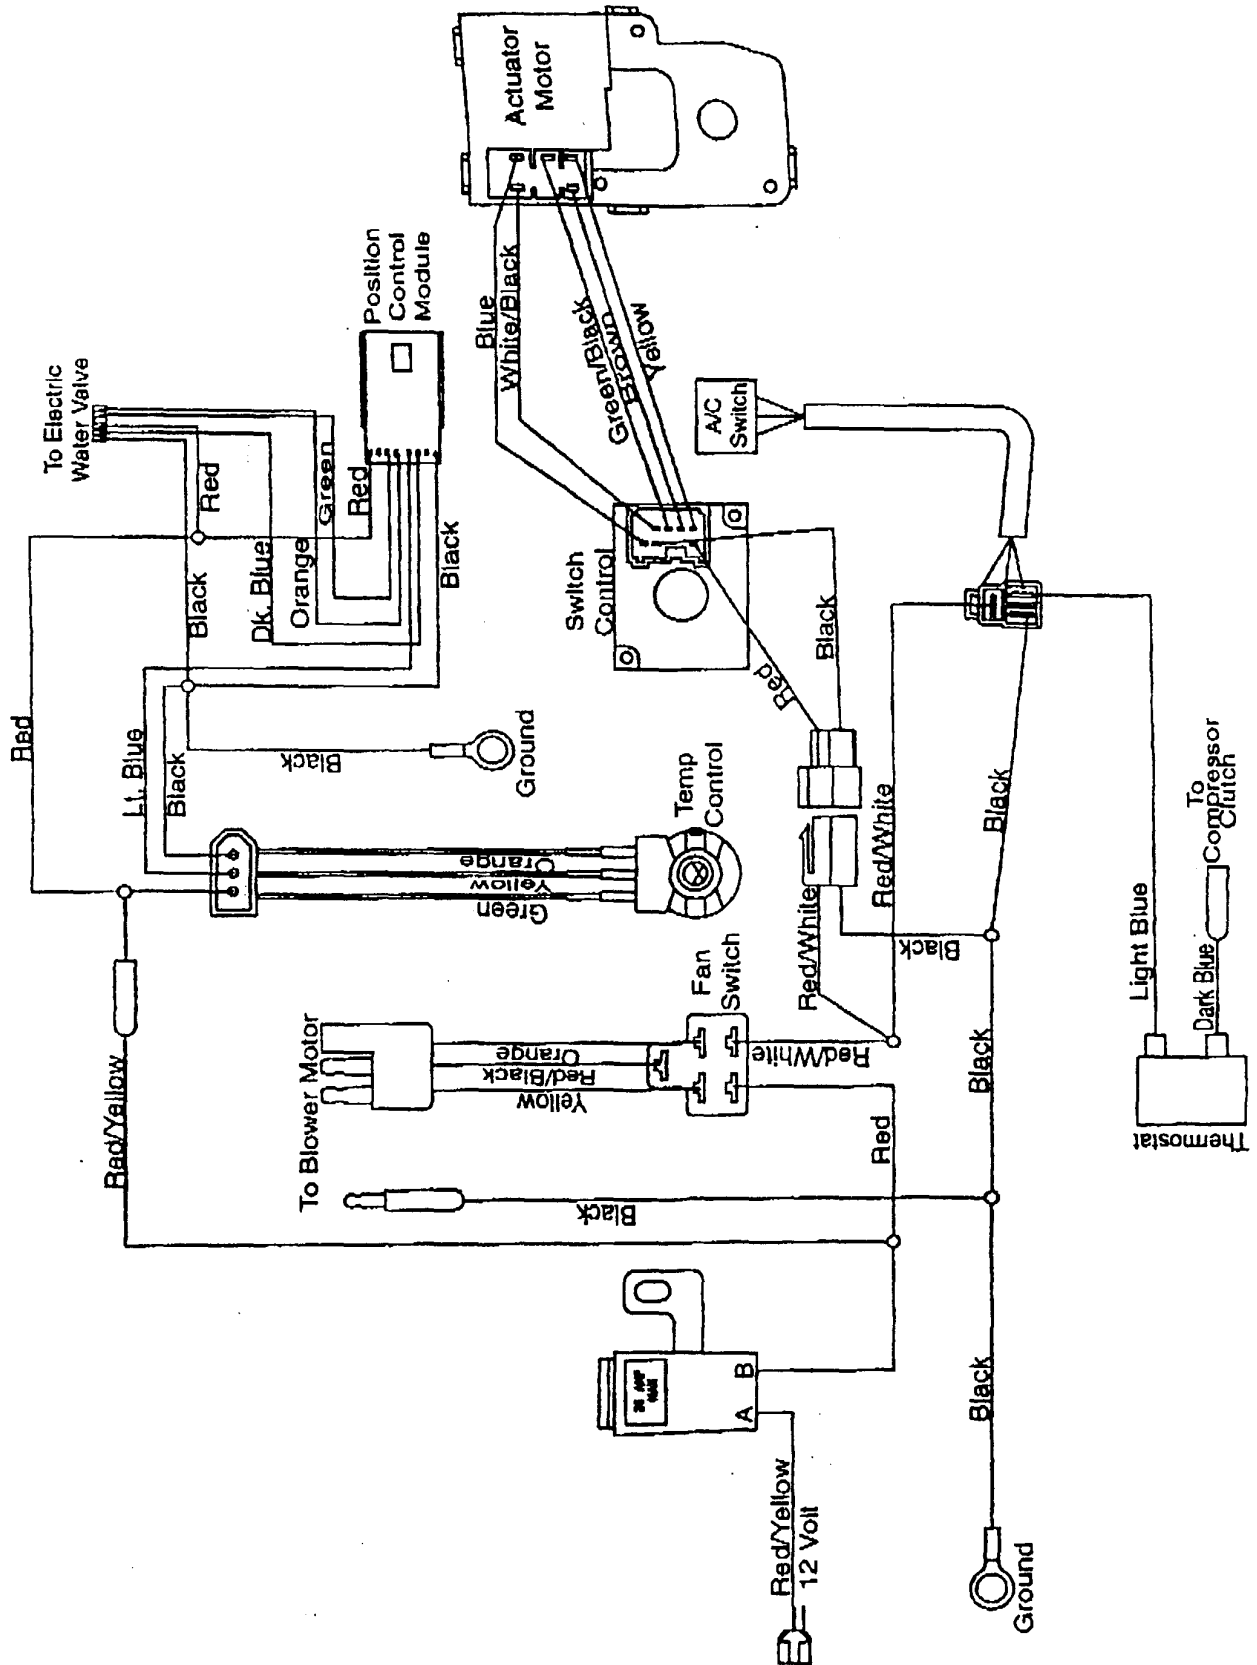 To Electric
Water Valve
Red
Green
Red
Position
Control
Module
Actuator
Motor
Red
Black
Dk. Blue
Orange
Black
Lt. Blue
Black
Black
Ground
Blue
White/Black
Green/Black
Brown
Yellow
A/C
Switch
Switch
Control
Red
Black
Orange
Yellow
Green
Temp
Control
Red/White
Black
Red/White
Black
Red/Yellow
To Blower Motor
Orange
Red/Black
Yellow
Fan
Switch
Red/White
Red
Black
Black
Light Blue
Dark Blue
To
Compressor
Clutch
Thermostat
A
B
Red/Yellow
12 Volt
Black
Ground